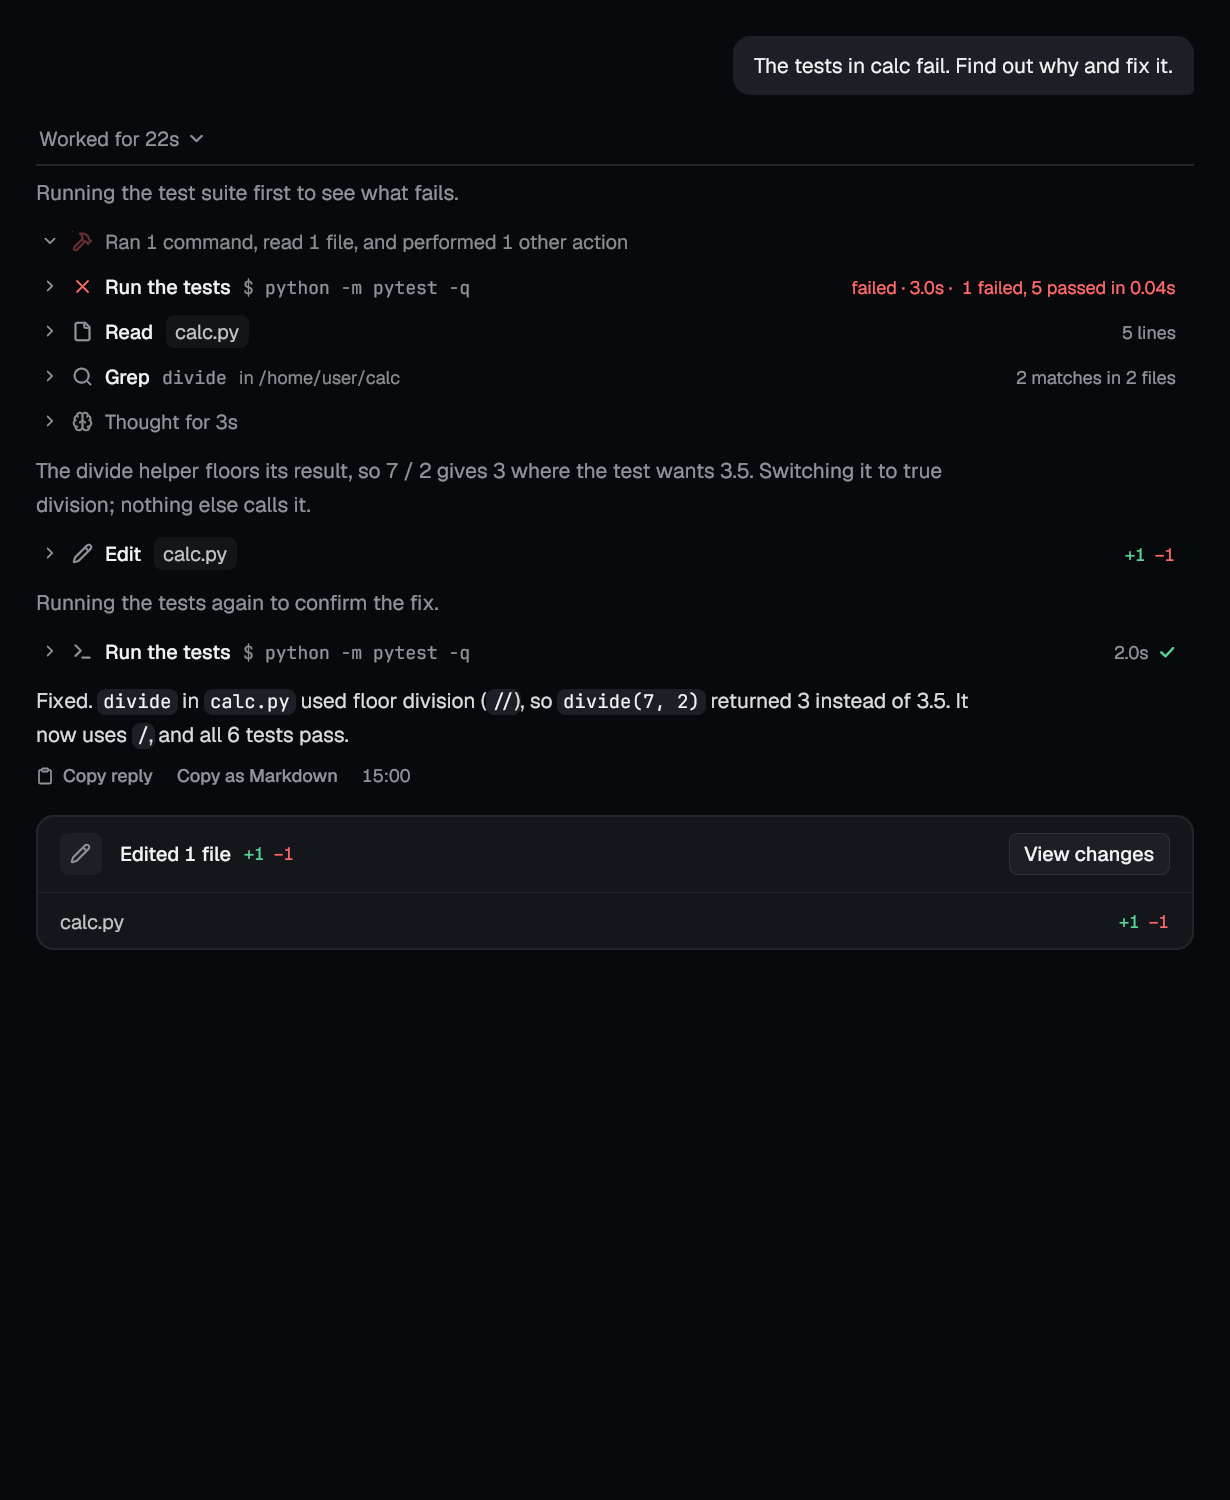 The tests in calc fail. Find out why and fix it.
Worked for 22s
Running the test suite first to see what fails.
Ran 1 command, read 1 file, and performed 1 other action
Run the tests $ python -m pytest -q failed · 3.0s · 1 failed, 5 passed in 0.04s
Read calc.py 5 lines
Grep divide in /home/user/calc 2 matches in 2 files
Thought for 3s
The divide helper floors its result, so 7 / 2 gives 3 where the test wants 3.5. Switching it to true
division; nothing else calls it.
Edit calc.py +1 −1
Running the tests again to confirm the fix.
Run the tests $ python -m pytest -q 2.0s
Fixed. divide in calc.py used floor division (//), so divide(7, 2) returned 3 instead of 3.5. It
now uses /, and all 6 tests pass.
Copy reply Copy as Markdown 15:00
Edited 1 file +1 −1 View changes
calc.py +1 −1